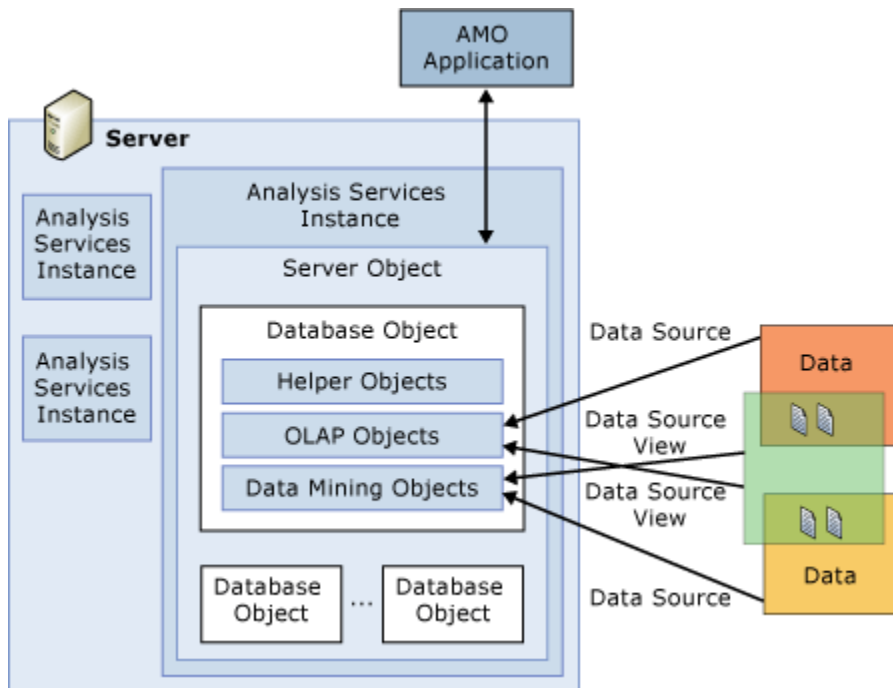 AMO
Application
Server
Analysis Services
Instance
Analysis
Services
Instance
Server Object
Database Object
Helper Objects
OLAP Objects
Data Mining Objects
Analysis
Services
Instance
Database
Object
...
Database
Object
Data Source
Data Source
View
Data Source
View
Data Source
Data
Data